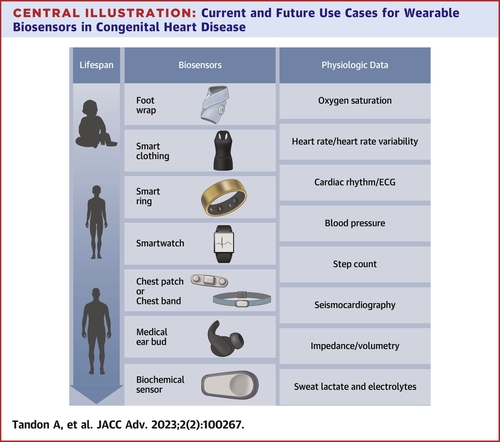 CENTRAL ILLUSTRATION: Current and Future Use Cases for Wearable
Biosensors in Congenital Heart Disease
Lifespan
Biosensors
Physiologic Data
Foot
wrap
Smart
clothing
Smart
ring
Smartwatch
Chest patch
or
Chest band
Medical
ear bud
Biochemical
sensor
Oxygen saturation
Heart rate/heart rate variability
Cardiac rhythm/ECG
Blood pressure
Step count
Seismocardiography
Impedance/volumetry
Sweat lactate and electrolytes
Tandon A, et al. JACC Adv. 2023;2(2):100267.